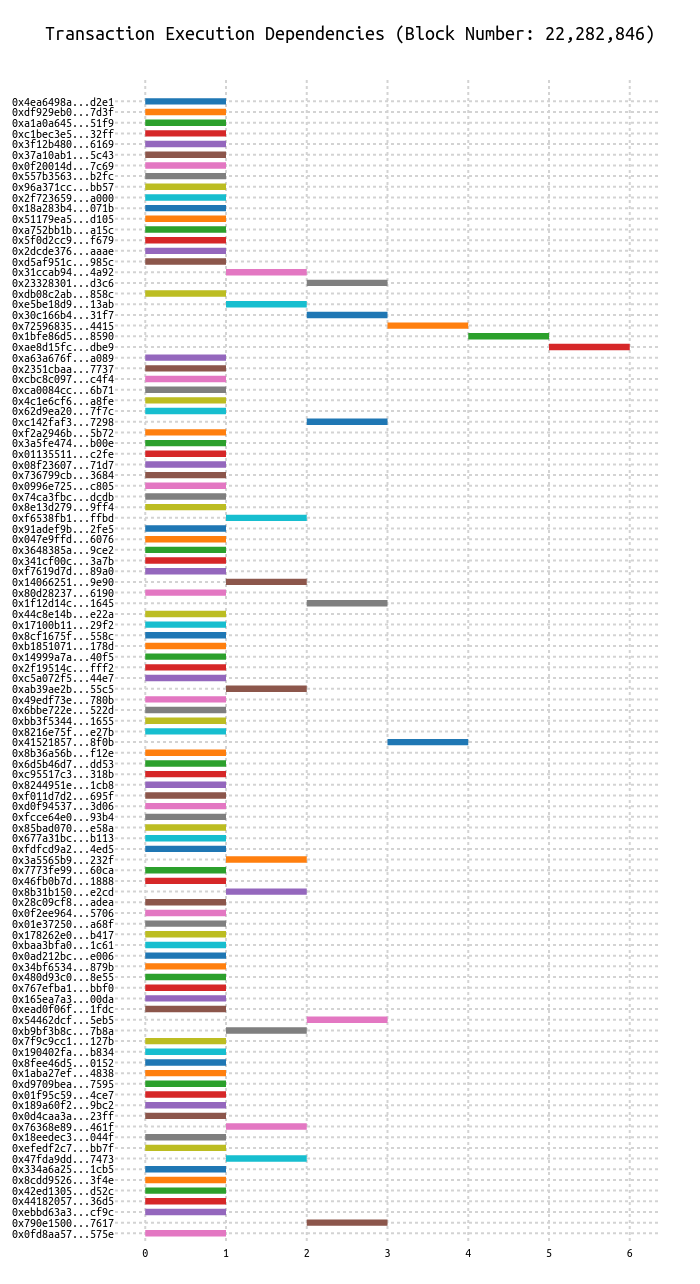 Transaction Execution Dependencies (Block Number: 22,282,846)
0x4ea6498a...d2e1
0xdf929eb0...7d3f
0xa1a0a645...51f9
0xc1bec3e5...32ff
0x3f12b480...6169
0x37a10ab1...5c43
0x0f20014d...7c69
0x557b3563...b2fc
0x96a371cc...bb57
0x2f723659...a000
0x18a283b4...071b
0x51179ea5...d105
0xa752bb1b...a15c
0x5f0d2cc9...f679
0x2dcde376...aaae
0xd5af951c...985c
0x31ccab94...4a92
0x23328301...d3c6
0xdb08c2ab...858c
0xe5be18d9...13ab
0x30c166b4...31f7
0x72596835...4415
0x1bfe86d5...8590
0xae8d15fc...dbe9
0xa63a676f...a089
0x2351cbaa...7737
0xcbc8c097...c4f4
0xca0084cc...6b71
0x4c1e6cf6...a8fe
0x62d9ea20...7f7c
0xc142faf3...7298
0xf2a2946b...5b72
0x3a5fe474...b00e
0x01135511...c2fe
0x08f23607...71d7
0x736799cb...3684
0x0996e725...c805
0x74ca3fbc...dcdb
0x8e13d279...9ff4
0xf6538fb1...ffbd
0x91adef9b...2fe5
0x047e9ffd...6076
0x3648385a...9ce2
0x341cf00c...3a7b
0xf7619d7d...89a0
0x14066251...9e90
0x80d28237...6190
0x1f12d14c...1645
0x44c8e14b...e22a
0x17100b11...29f2
0x8cf1675f...558c
0xb1851071...178d
0x14999a7a...40f5
0x2f19514c...fff2
0xc5a072f5...44e7
0xab39ae2b...55c5
0x49edf73e...780b
0x6bbe722e...522d
0xbb3f5344...1655
0x8216e75f...e27b
0x41521857...8f0b
0x8b36a56b...f12e
0x6d5b46d7...dd53
0xc95517c3...318b
0x8244951e...1cb8
0xf011d7d2...695f
0xd0f94537...3d06
0xfcce64e0...93b4
0x85bad070...e58a
0x677a31bc...b113
0xfdfcd9a2...4ed5
0x3a5565b9...232f
0x7773fe99...60ca
0x46fb0b7d...1888
0x8b31b150...e2cd
0x28c09cf8...adea
0x0f2ee964...5706
0x01e37250...a68f
0x178262e0...b417
0xbaa3bfa0...1c61
0x0ad212bc...e006
0x34bf6534...879b
0x480d93c0...8e55
0x767efba1...bbf0
0x165ea7a3...00da
0xead0f06f...1fdc
0x54462dcf...5eb5
0xb9bf3b8c...7b8a
0x7f9c9cc1...127b
0x190402fa...b834
0x8fee46d5...0152
0x1aba27ef...4838
0xd9709bea...7595
0x01f95c59...4ce7
0x189a60f2...9bc2
0x0d4caa3a...23ff
0x76368e89...461f
0x18eedec3...044f
0xefedf2c7...bb7f
0x47fda9dd...7473
0x334a6a25...1cb5
0x8cdd9526...3f4e
0x42ed1305...d52c
0x44182057...36d5
0xebbd63a3...cf9c
0x790e1500...7617
0x0fd8aa57...575e
0 1 2 3 4 5 6